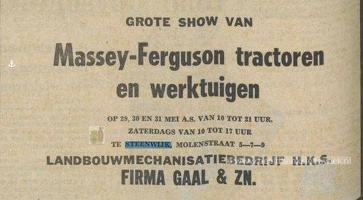 GROTE SHOW VAN
Massey-Ferguson tractoren
en werktuigen
OP 29, 30 EN 31 MEI A.S. VAN 10 TOT 21 UUR,
ZATERDAGS VAN 10 TOT 17 UUR
TE STEENWIJK, MOLENSTRAAT 5-7-9
LANDBOUWMECHANISATIEBEDRIJF H.K.S.
FIRMA GAAL & ZN.